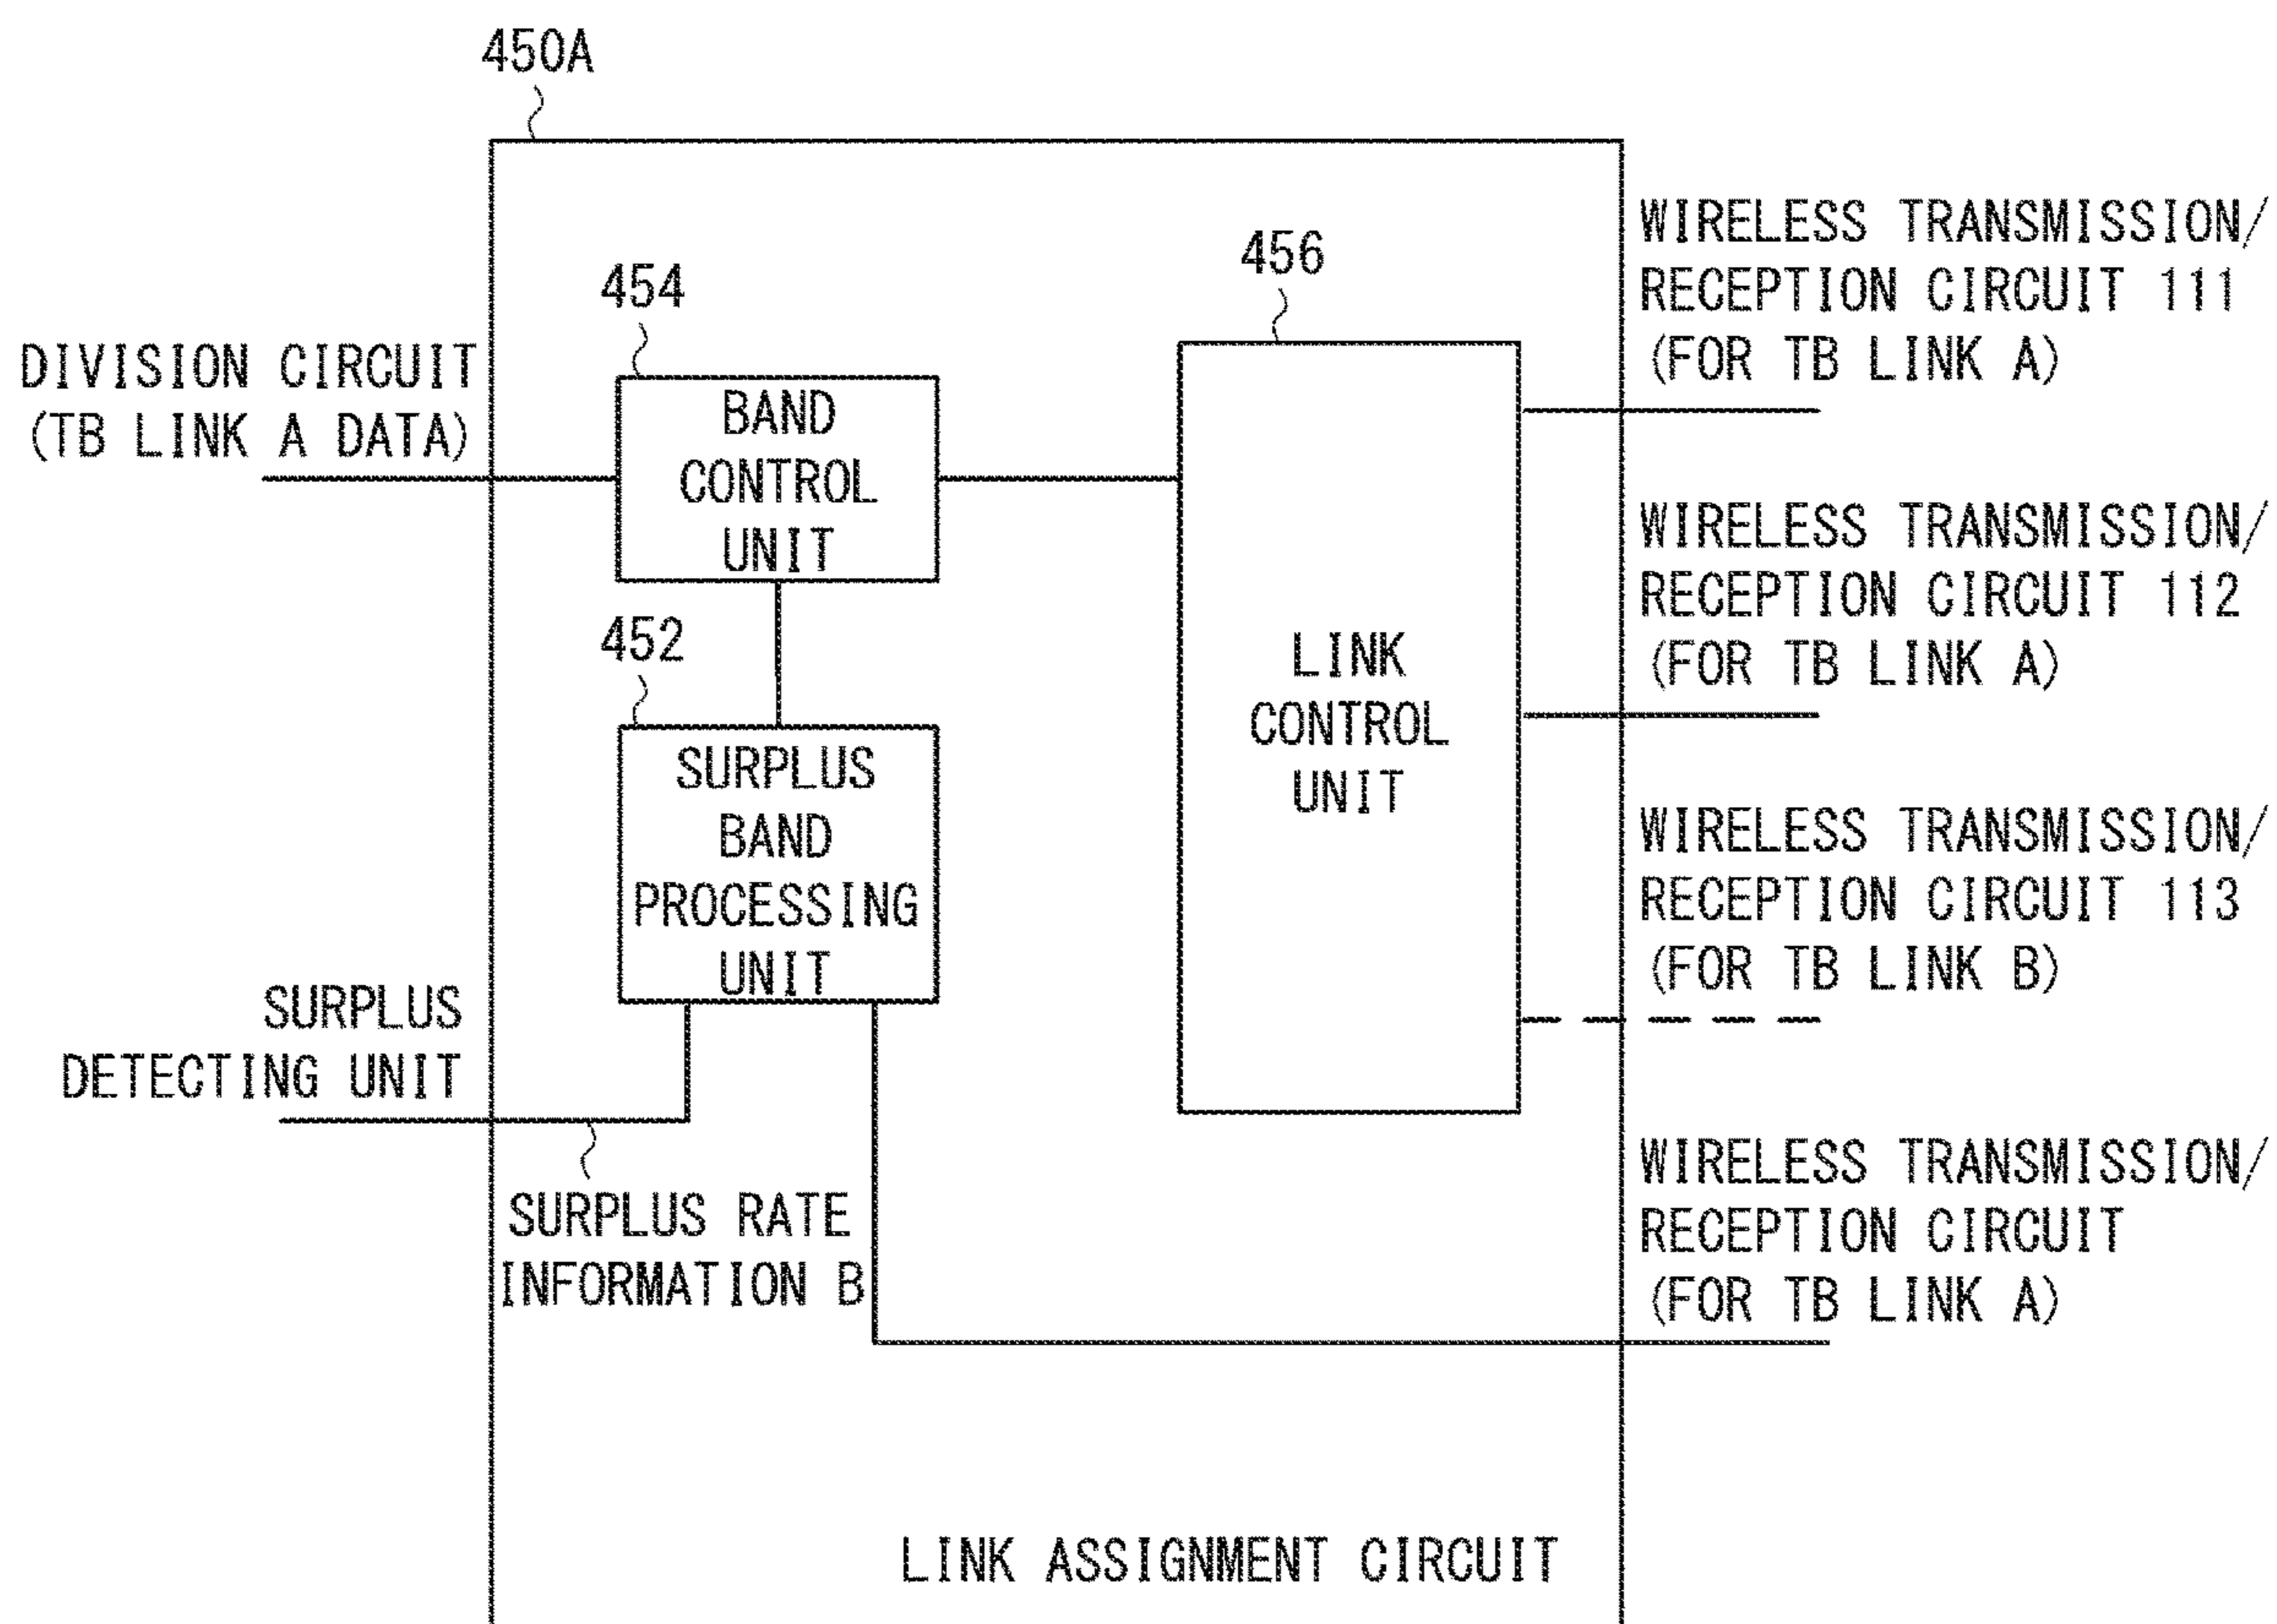 450A
WIRELESS TRANSMISSION/
RECEPTION CIRCUIT 111
(FOR TB LINK A)
456
454
DIVISION CIRCUIT
(TB LINK A DATA)
BAND
CONTROL
UNIT
WIRELESS TRANSMISSION/
RECEPTION CIRCUIT 112
(FOR TB LINK A)
452
LINK
CONTROL
UNIT
SURPLUS
BAND
PROCESSING
UNIT
WIRELESS TRANSMISSION/
RECEPTION CIRCUIT 113
(FOR TB LINK B)
SURPLUS
DETECTING UNIT
SURPLUS RATE
INFORMATION B
WIRELESS TRANSMISSION/
RECEPTION CIRCUIT
(FOR TB LINK A)
LINK ASSIGNMENT CIRCUIT